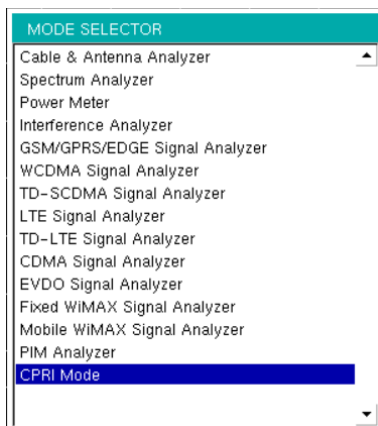 MODE SELECTOR
Cable & Antenna Analyzer
Spectrum Analyzer
Power Meter
Interference Analyzer
GSM/GPRS/EDGE Signal Analyzer
WCDMA Signal Analyzer
TD-SCDMA Signal Analyzer
LTE Signal Analyzer
TD-LTE Signal Analyzer
CDMA Signal Analyzer
EVDO Signal Analyzer
Fixed WiMAX Signal Analyzer
Mobile WiMAX Signal Analyzer
PIM Analyzer
CPRI Mode